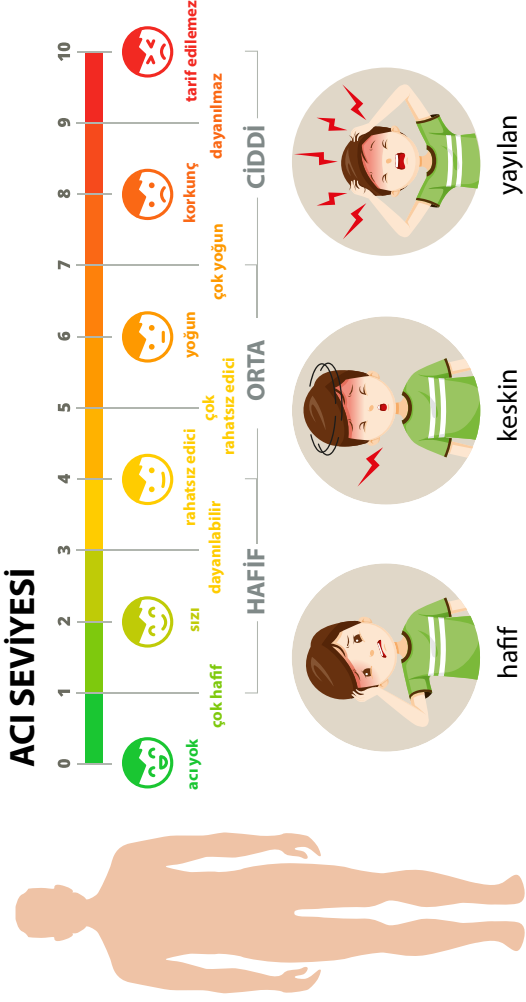 ACI SEVİYESİ
0 1 2 3 4 5 6 7 8 9 10
acı yok
çok hafif
sızı
dayanılabilir
rahatsız edici
çok
rahatsız edici
yoğun
çok yoğun
korkunç
dayanılmaz
tarif edilemez
HAFİF
ORTA
CİDDİ
hafif
keskin
yayılan